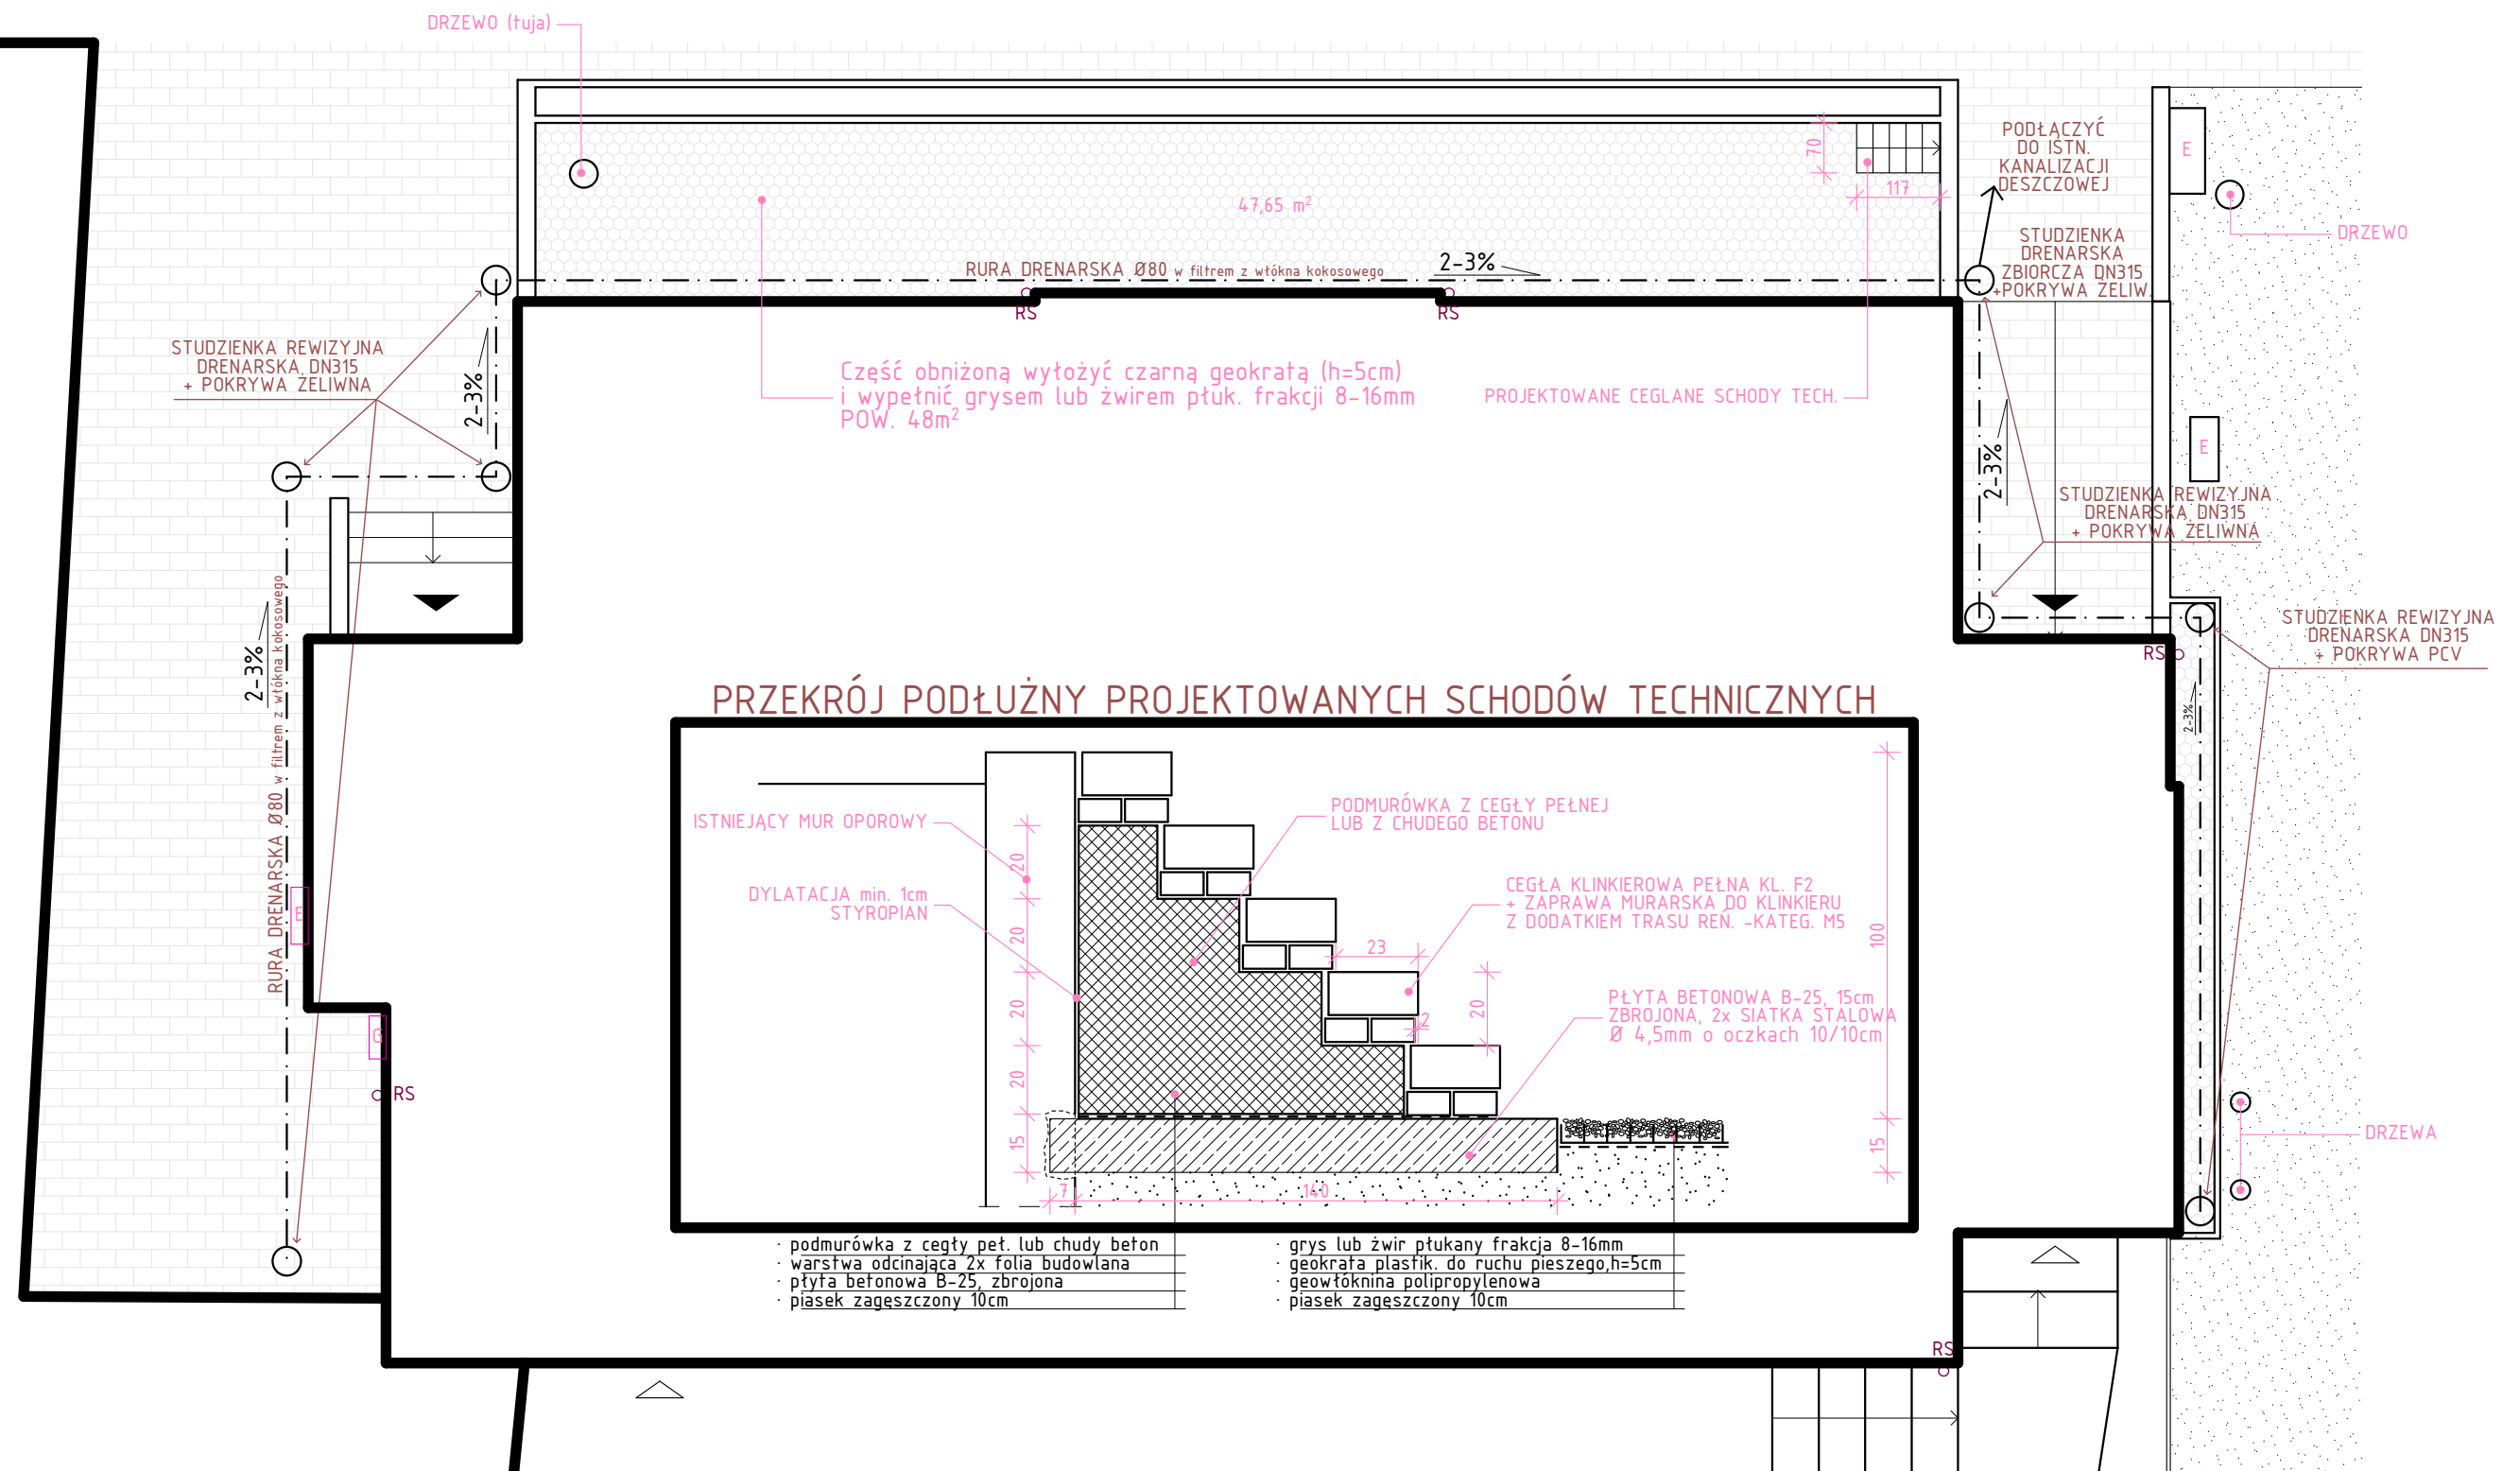 DRZEWO (tuja)
PODŁĄCZYĆ
DO ISTN.
KANALIZACJI
DESZCZOWEJ
E
70
117
47,65 m²
DRZEWO
STUDZIENKA
DRENARSKA
ZBIORCZA DN315
+POKRYWA ŻELIW.
RURA DRENARSKA Ø80 w filtrem z włókna kokosowego
2-3%
RS
RS
STUDZIENKA REWIZYJNA
DRENARSKA DN315
+ POKRYWA ŻELIWNA
2-3%
Część obniżoną wyłożyć czarną geokratą (h=5cm)
i wypełnić grysem lub żwirem płuk. frakcji 8-16mm
POW. 48m²
PROJEKTOWANE CEGLANE SCHODY TECH.
E
2-3%
STUDZIENKA REWIZYJNA
DRENARSKA DN315
+ POKRYWA ŻELIWNA
STUDZIENKA REWIZYJNA
DRENARSKA DN315
+ POKRYWA PCV
RS
2-3%
2-3%
RURA DRENARSKA Ø80 w filtrem z włókna kokosowego
E
G
RS
PRZEKRÓJ PODŁUŻNY PROJEKTOWANYCH SCHODÓW TECHNICZNYCH
ISTNIEJĄCY MUR OPOROWY
DYLATACJA min. 1cm
STYROPIAN
PODMURÓWKA Z CEGŁY PEŁNEJ
LUB Z CHUDEGO BETONU
CEGŁA KLINKIEROWA PEŁNA KL. F2
+ ZAPRAWA MURARSKA DO KLINKIERU
Z DODATKIEM TRASU REŃ. -KATEG. M5
PŁYTA BETONOWA B-25, 15cm
ZBROJONA, 2x SIATKA STALOWA
Ø 4,5mm o oczkach 10/10cm
20
20
20
20
15
23
20
2
100
15
7
140
DRZEWA
· podmurówka z cegły peł. lub chudy beton
· warstwa odcinająca 2x folia budowlana
· płyta betonowa B-25, zbrojona
· piasek zagęszczony 10cm
· grys lub żwir płukany frakcja 8-16mm
· geokrata plastik. do ruchu pieszego,h=5cm
· geowłóknina polipropylenowa
· piasek zagęszczony 10cm
RS